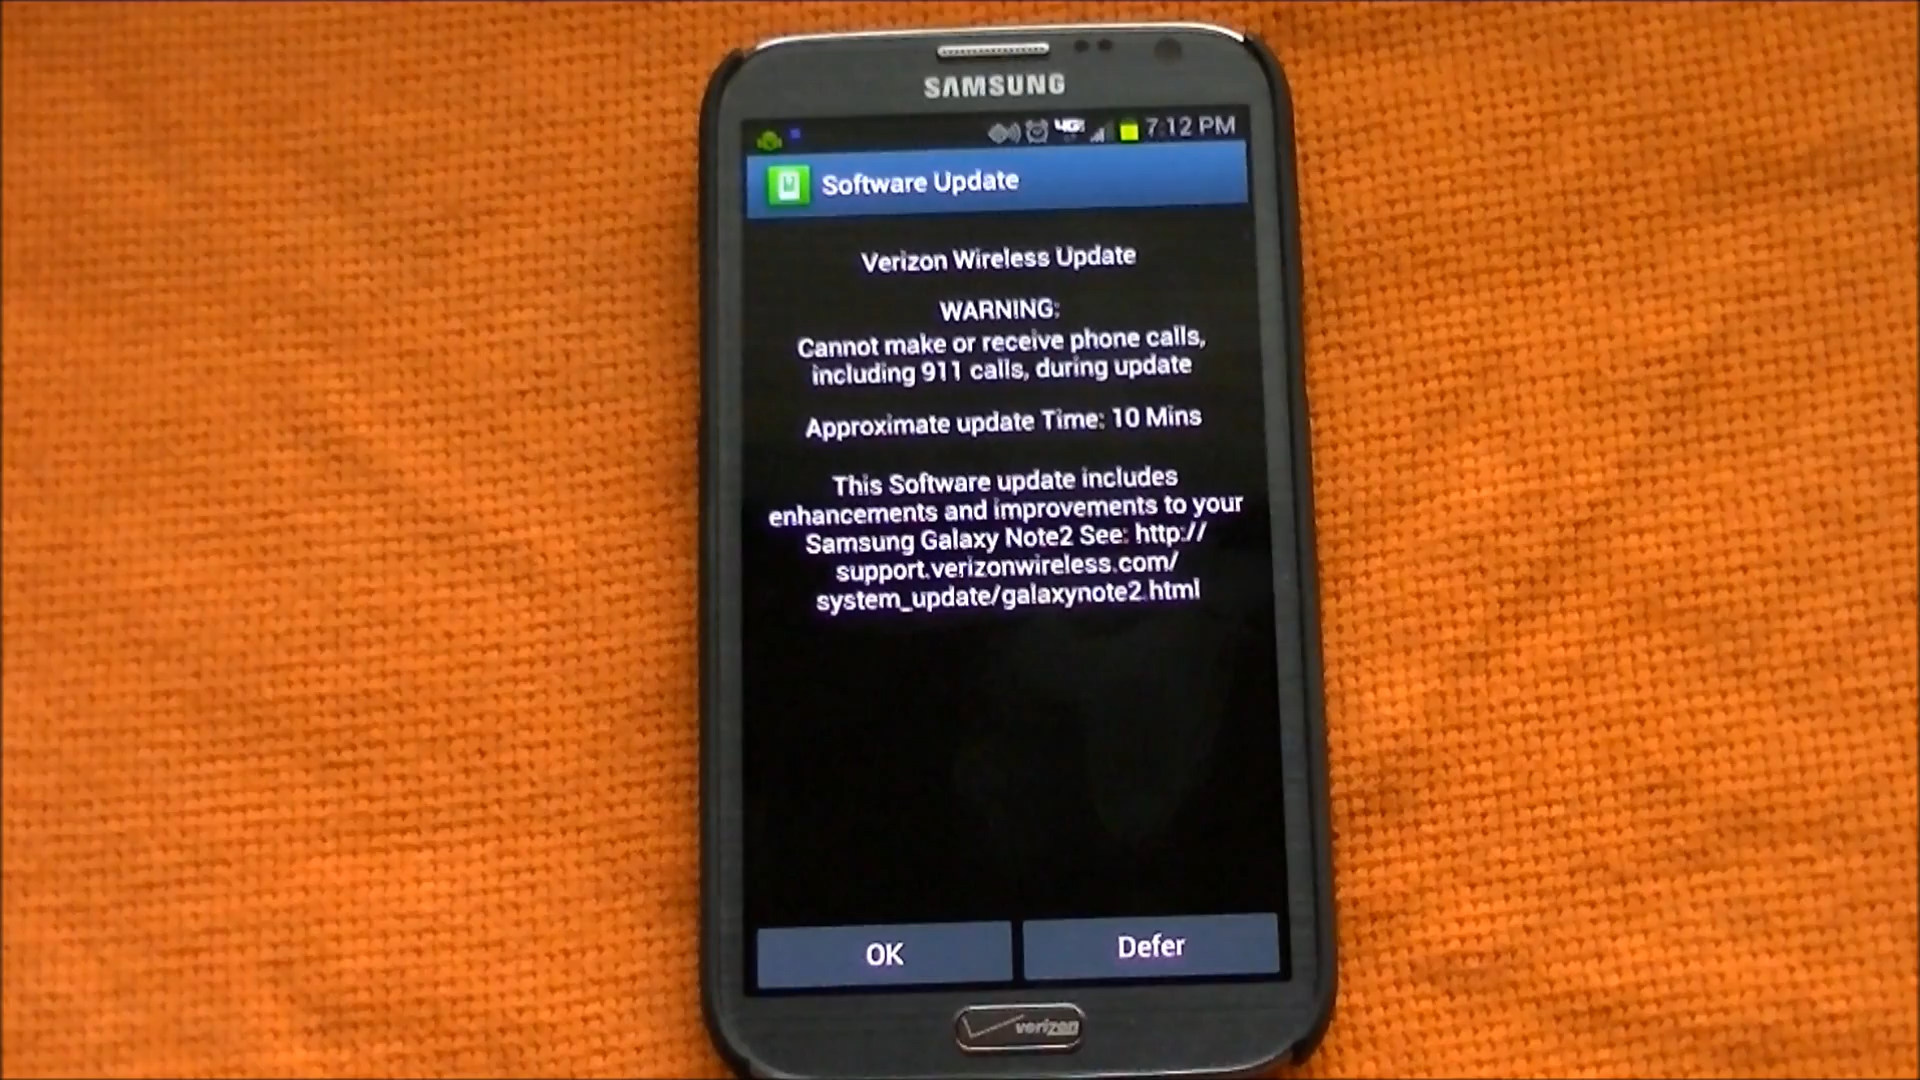 SAMSUNG
4G 7:12 PM
Software Update
Verizon Wireless Update
WARNING:
Cannot make or receive phone calls,
including 911 calls, during update
Approximate update Time: 10 Mins
This Software update includes
enhancements and improvements to your
Samsung Galaxy Note2 See: http://
support.verizonwireless.com/
system_update/galaxynote2.html
OK
Defer
verizon